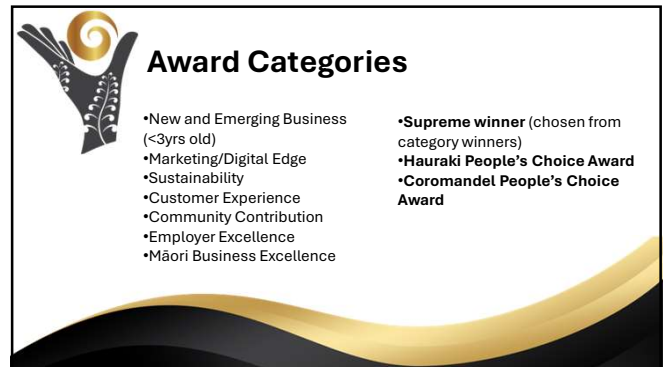 Award Categories
•New and Emerging Business
(<3yrs old)
•Marketing/Digital Edge
•Sustainability
•Customer Experience
•Community Contribution
•Employer Excellence
•Māori Business Excellence
•Supreme winner (chosen from
category winners)
•Hauraki People’s Choice Award
•Coromandel People’s Choice
Award